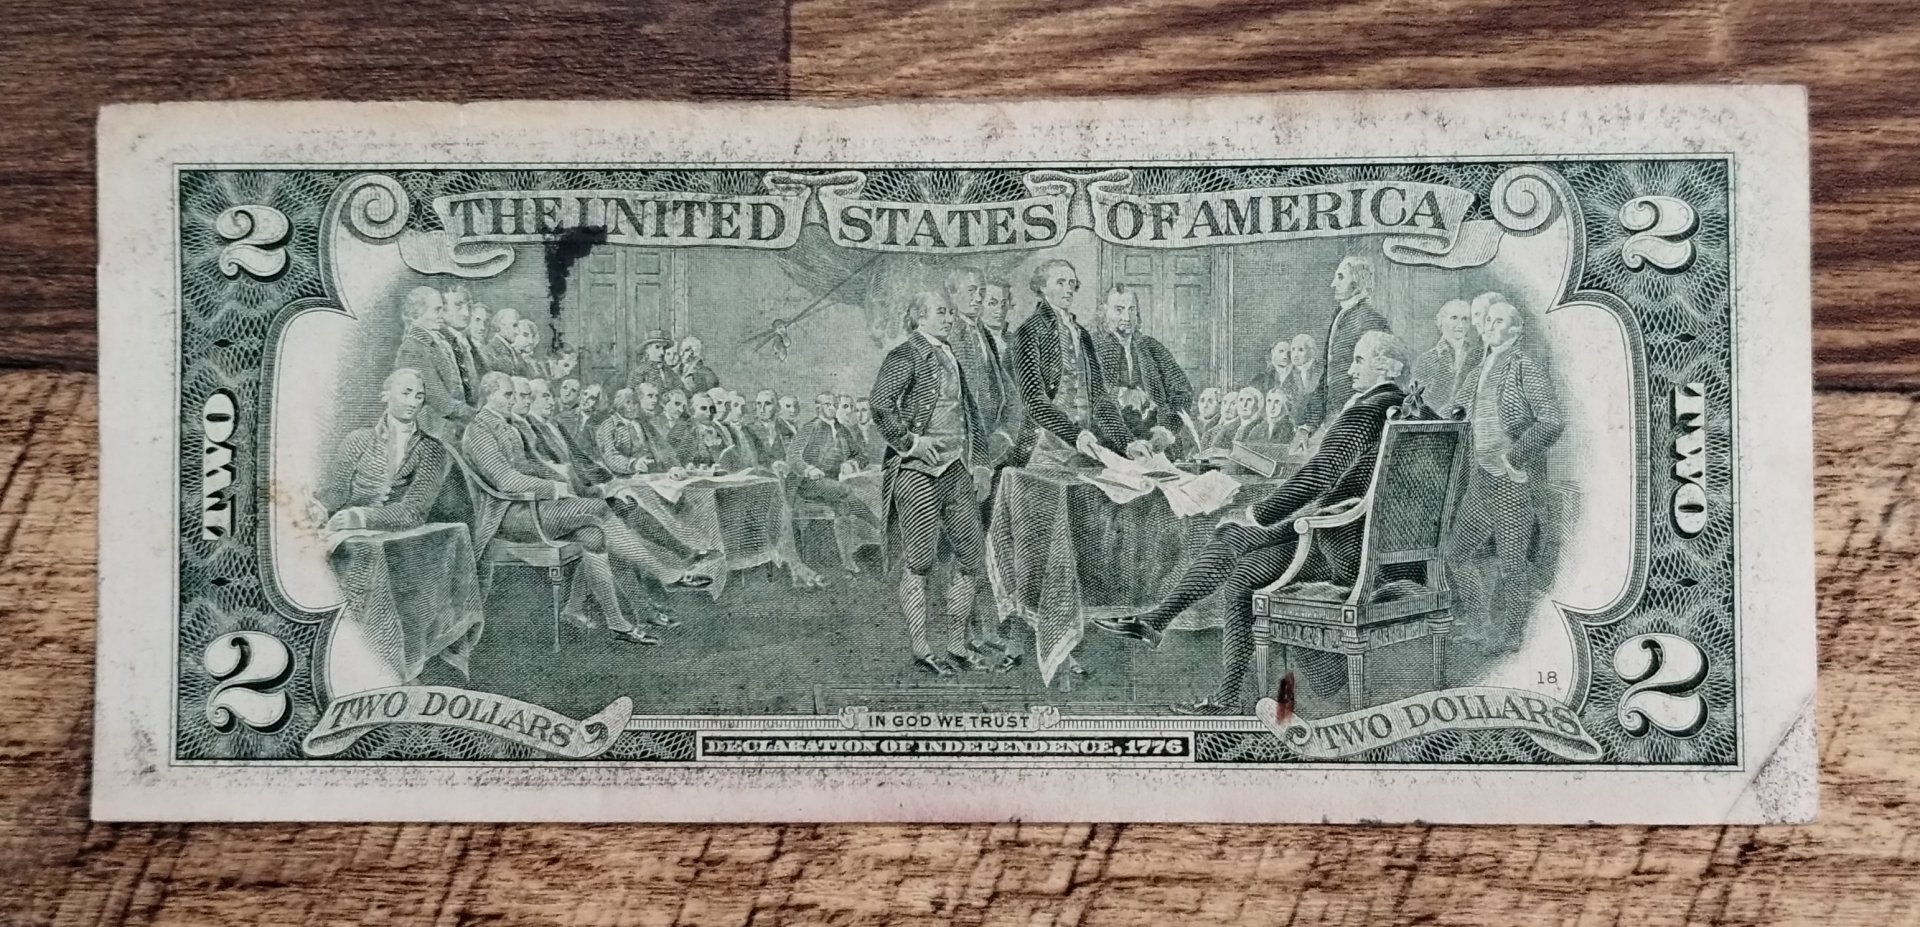 THE UNITED STATES OF AMERICA
2 2
TWO TWO
2 2
18
TWO DOLLARS TWO DOLLARS
IN GOD WE TRUST
DECLARATION OF INDEPENDENCE, 1776